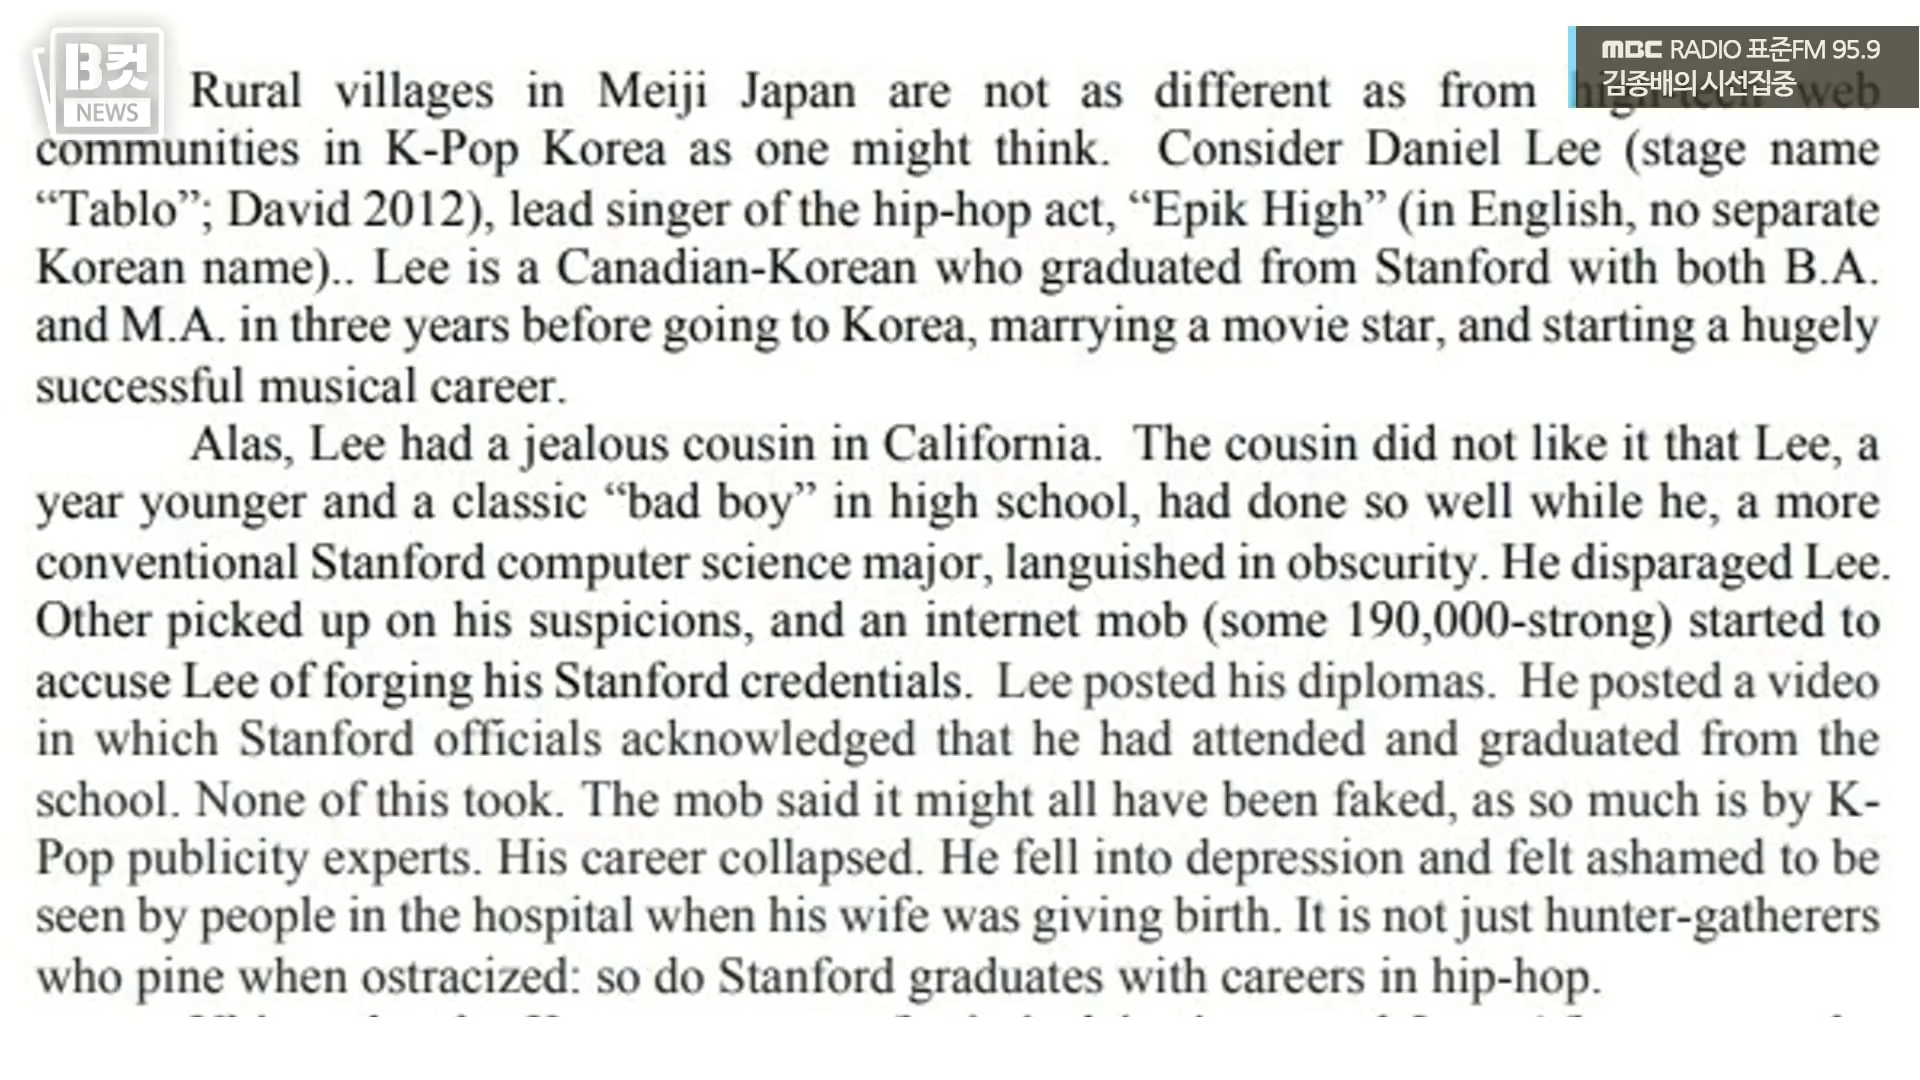 B컷
NEWS
MBC RADIO 표준FM 95.9
김종배의 시선집중
Rural villages in Meiji Japan are not as different as from high-tech web
communities in K-Pop Korea as one might think. Consider Daniel Lee (stage name
“Tablo”; David 2012), lead singer of the hip-hop act, “Epik High” (in English, no separate
Korean name).. Lee is a Canadian-Korean who graduated from Stanford with both B.A.
and M.A. in three years before going to Korea, marrying a movie star, and starting a hugely
successful musical career.
Alas, Lee had a jealous cousin in California. The cousin did not like it that Lee, a
year younger and a classic “bad boy” in high school, had done so well while he, a more
conventional Stanford computer science major, languished in obscurity. He disparaged Lee.
Other picked up on his suspicions, and an internet mob (some 190,000-strong) started to
accuse Lee of forging his Stanford credentials. Lee posted his diplomas. He posted a video
in which Stanford officials acknowledged that he had attended and graduated from the
school. None of this took. The mob said it might all have been faked, as so much is by K-
Pop publicity experts. His career collapsed. He fell into depression and felt ashamed to be
seen by people in the hospital when his wife was giving birth. It is not just hunter-gatherers
who pine when ostracized: so do Stanford graduates with careers in hip-hop.